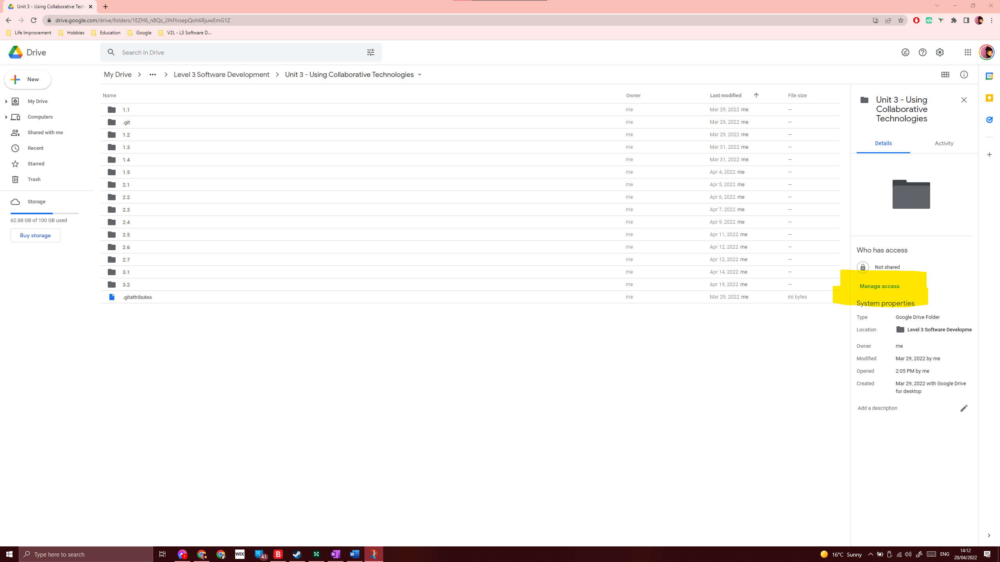 Unit 3 - Using Collaborative Tech
drive.google.com/drive/folders/1EZH6_nBQs_2IhFtvsepQoh6RjuwEmG1Z
Life Improvement Hobbies Education Google V2L - L3 Software D...
Drive Search in Drive
New
My Drive
Computers
Shared with me
Recent
Starred
Trash
Storage
62.88 GB of 100 GB used
Buy storage
My Drive ••• Level 3 Software Development Unit 3 - Using Collaborative Technologies
Name Owner Last modified File size
1.1 me Mar 29, 2022 me —
.git me Mar 29, 2022 me —
1.2 me Mar 29, 2022 me —
1.3 me Mar 31, 2022 me —
1.4 me Mar 31, 2022 me —
1.5 me Apr 4, 2022 me —
2.1 me Apr 5, 2022 me —
2.2 me Apr 6, 2022 me —
2.3 me Apr 7, 2022 me —
2.4 me Apr 9, 2022 me —
2.5 me Apr 11, 2022 me —
2.6 me Apr 12, 2022 me —
2.7 me Apr 12, 2022 me —
3.1 me Apr 14, 2022 me —
3.2 me Apr 19, 2022 me —
.gitattributes me Mar 29, 2022 me 66 bytes
Unit 3 - Using
Collaborative
Technologies
Details Activity
Who has access
Not shared
Manage access
System properties
Type Google Drive Folder
Location Level 3 Software Developme
Owner me
Modified Mar 29, 2022 by me
Opened 2:05 PM by me
Created Mar 29, 2022 with Google Drive
for desktop
Add a description
31
Type here to search
1
WIX
43
B
N
W
16°C Sunny
ENG
14:12
20/04/2022